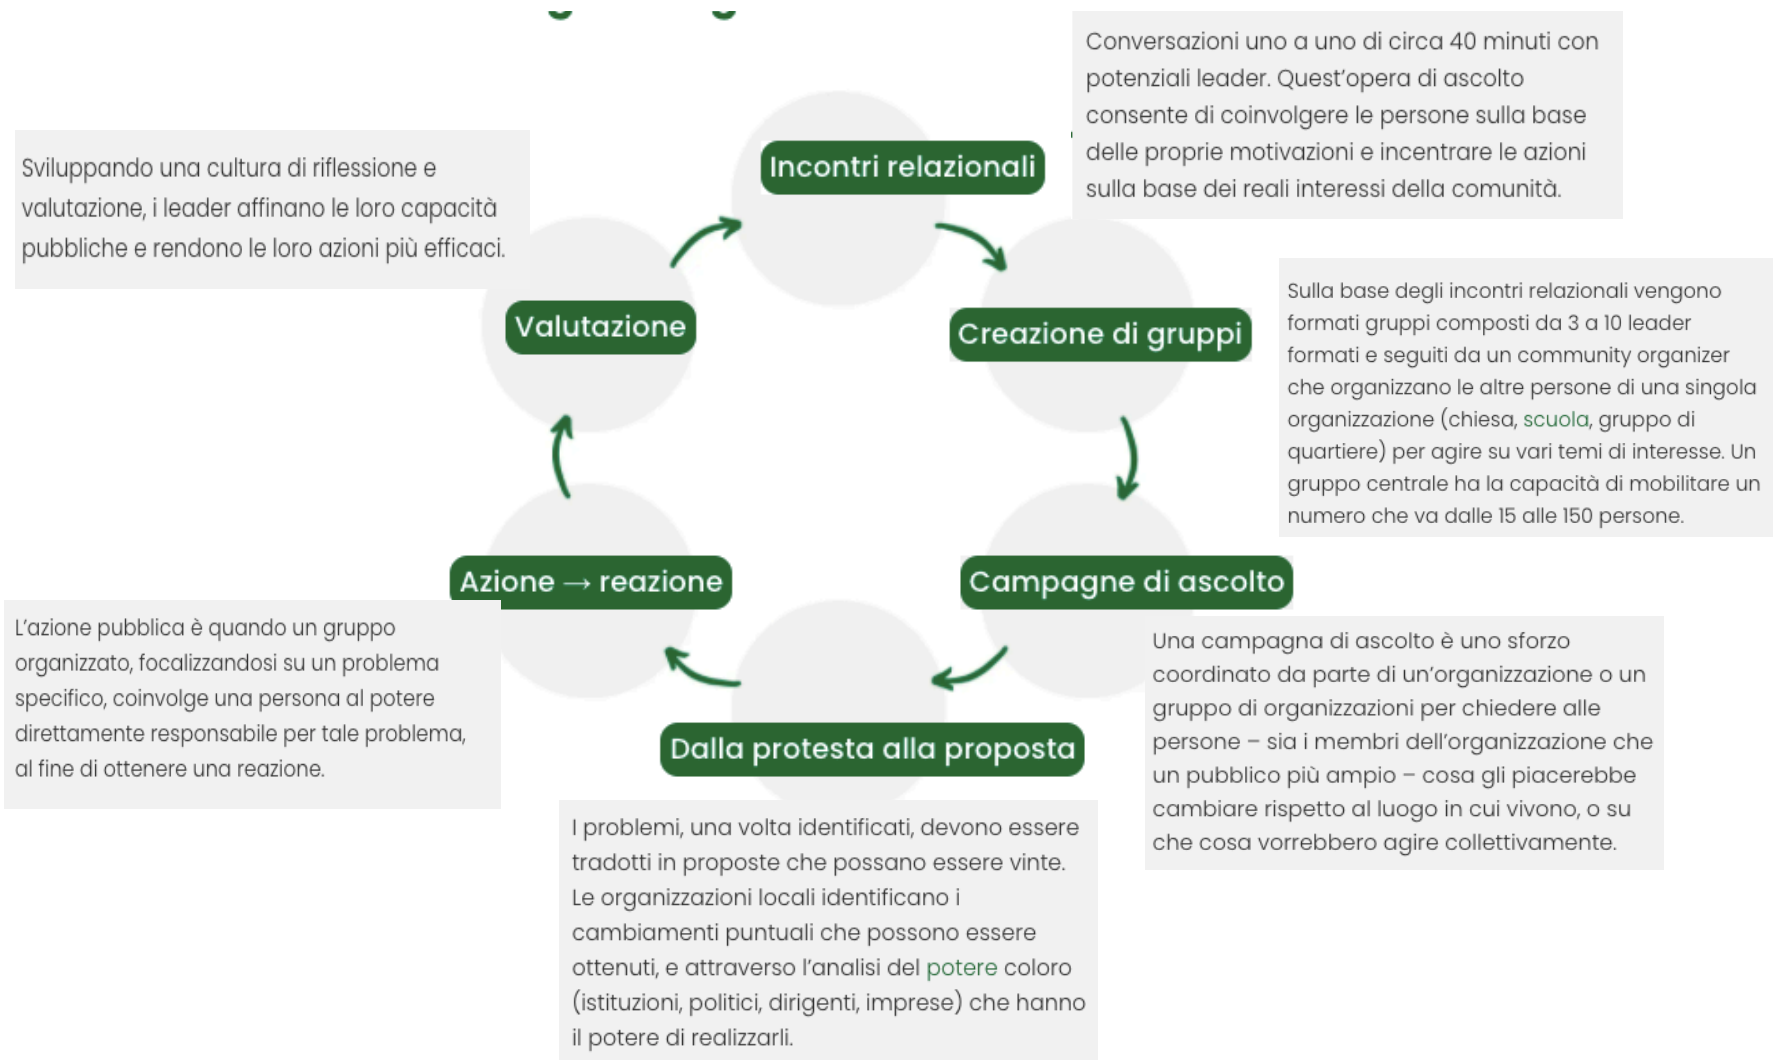 Incontri relazionali
Conversazioni uno a uno di circa 40 minuti con
potenziali leader. Quest’opera di ascolto
consente di coinvolgere le persone sulla base
delle proprie motivazioni e incentrare le azioni
sulla base dei reali interessi della comunità.
Creazione di gruppi
Sulla base degli incontri relazionali vengono
formati gruppi composti da 3 a 10 leader
formati e seguiti da un community organizer
che organizzano le altre persone di una singola
organizzazione (chiesa, scuola, gruppo di
quartiere) per agire su vari temi di interesse. Un
gruppo centrale ha la capacità di mobilitare un
numero che va dalle 15 alle 150 persone.
Campagne di ascolto
Una campagna di ascolto è uno sforzo
coordinato da parte di un’organizzazione o un
gruppo di organizzazioni per chiedere alle
persone – sia i membri dell’organizzazione che
un pubblico più ampio – cosa gli piacerebbe
cambiare rispetto al luogo in cui vivono, o su
che cosa vorrebbero agire collettivamente.
Dalla protesta alla proposta
I problemi, una volta identificati, devono essere
tradotti in proposte che possano essere vinte.
Le organizzazioni locali identificano i
cambiamenti puntuali che possono essere
ottenuti, e attraverso l’analisi del potere coloro
(istituzioni, politici, dirigenti, imprese) che hanno
il potere di realizzarli.
Azione → reazione
L’azione pubblica è quando un gruppo
organizzato, focalizzandosi su un problema
specifico, coinvolge una persona al potere
direttamente responsabile per tale problema,
al fine di ottenere una reazione.
Valutazione
Sviluppando una cultura di riflessione e
valutazione, i leader affinano le loro capacità
pubbliche e rendono le loro azioni più efficaci.